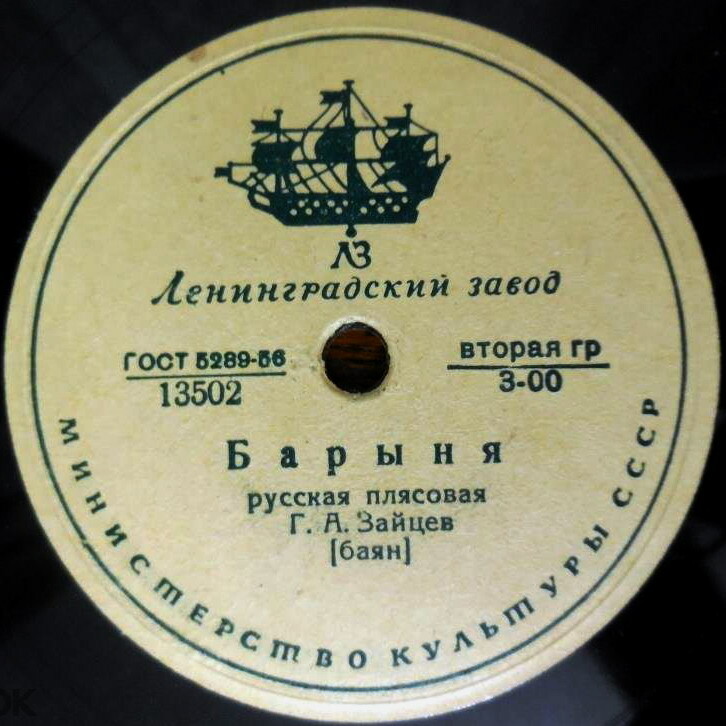 ЛЗ
Ленинградский завод
ГОСТ 5289-56
13502
вторая гр
3-00
Барыня
русская плясовая
Г. А. Зайцев
[баян]
МИНИСТЕРСТВО КУЛЬТУРЫ СССР